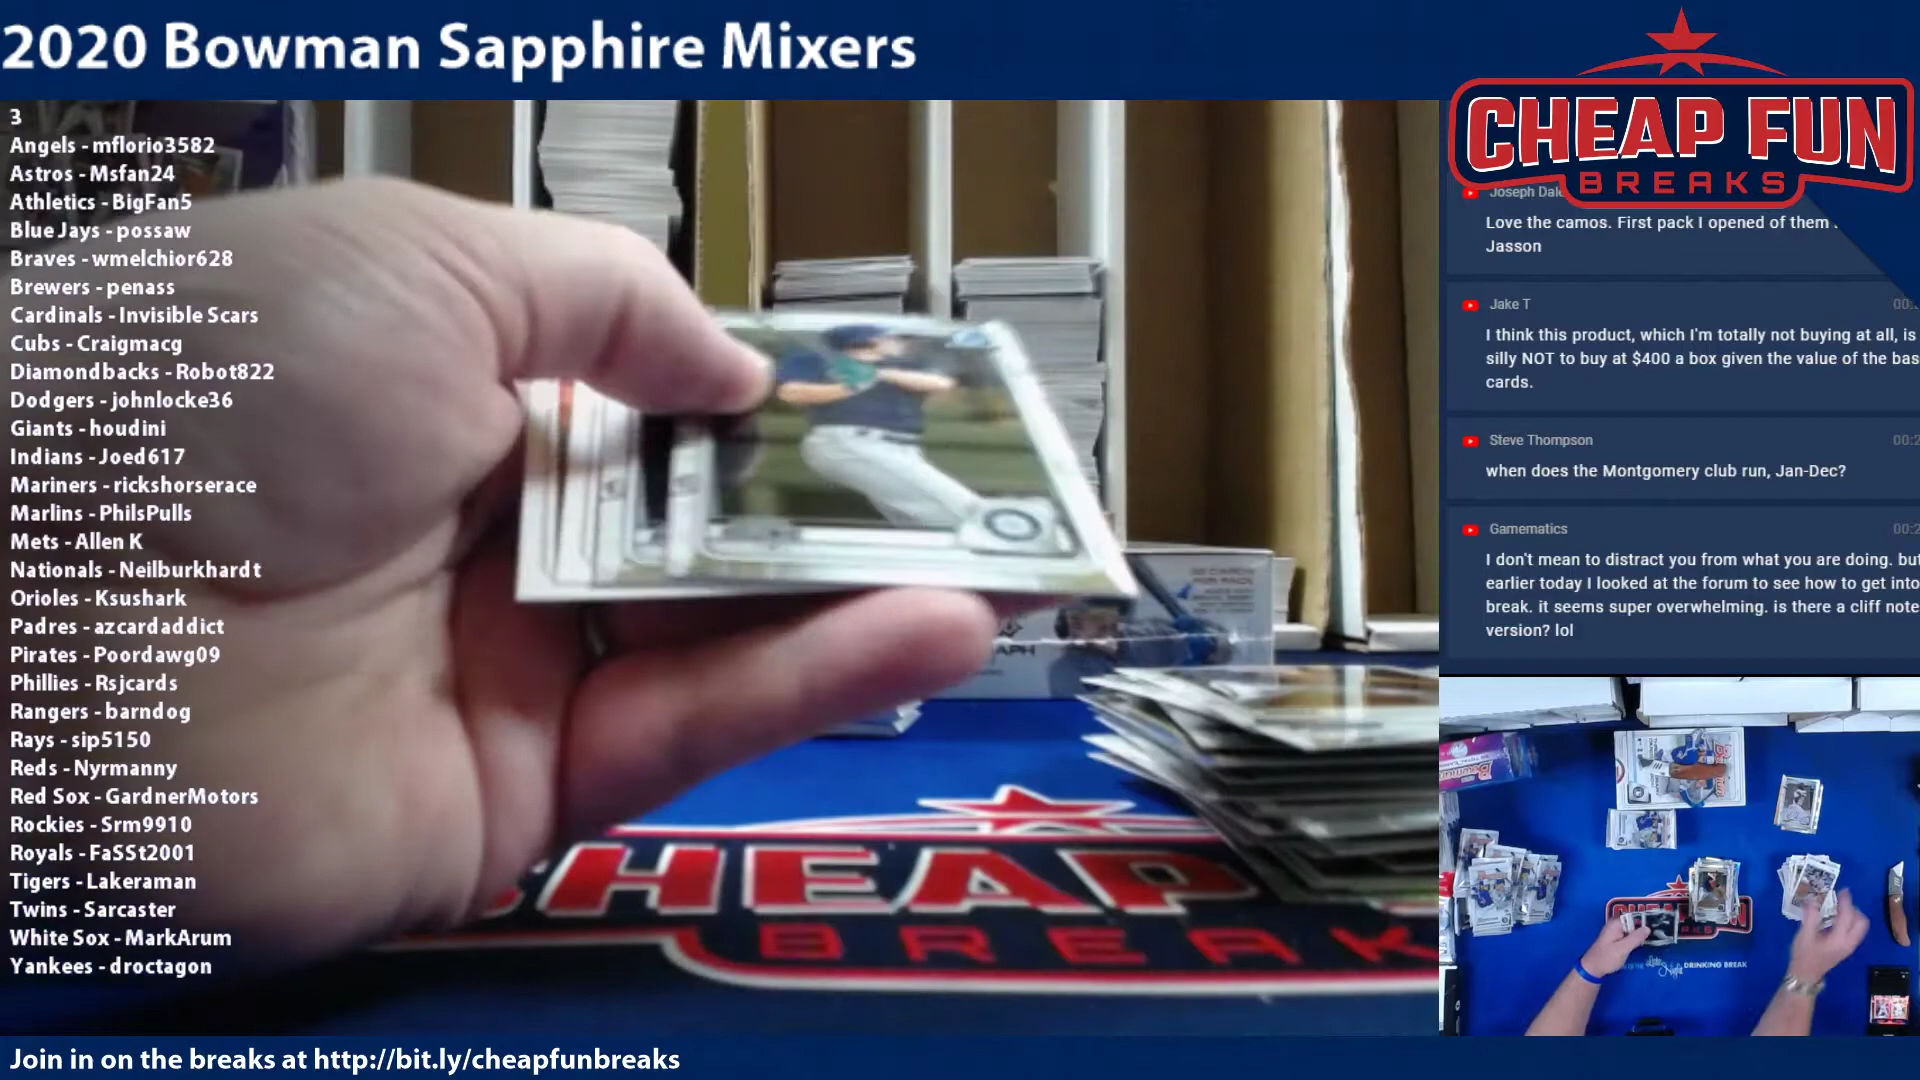 2020 Bowman Sapphire Mixers
3
Angels - mflorio3582
Astros - Msfan24
Athletics - BigFan5
Blue Jays - possaw
Braves - wmelchior628
Brewers - penass
Cardinals - Invisible Scars
Cubs - Craigmacg
Diamondbacks - Robot822
Dodgers - johnlocke36
Giants - houdini
Indians - Joed617
Mariners - rickshorserace
Marlins - PhilsPulls
Mets - Allen K
Nationals - Neilburkhardt
Orioles - Ksushark
Padres - azcardaddict
Pirates - Poordawg09
Phillies - Rsjcards
Rangers - barndog
Rays - sip5150
Reds - Nyrmanny
Red Sox - GardnerMotors
Rockies - Srm9910
Royals - FaSSt2001
Tigers - Lakeraman
Twins - Sarcaster
White Sox - MarkArum
Yankees - droctagon
Join in on the breaks at http://bit.ly/cheapfunbreaks
CHEAP FUN
BREAKS
Joseph Dale
Love the camos. First pack I opened of them
Jasson
Jake T
I think this product, which I'm totally not buying at all, is
silly NOT to buy at $400 a box given the value of the bas
cards.
Steve Thompson
when does the Montgomery club run, Jan-Dec?
Gamematics
I don't mean to distract you from what you are doing. but
earlier today I looked at the forum to see how to get into
break. it seems super overwhelming. is there a cliff note
version? lol
HEAP
BREAK
DRINKING BREAK